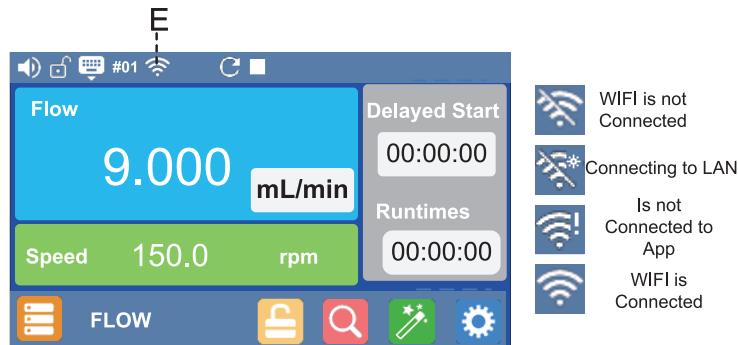 E
#01
Flow
9.000
mL/min
Speed 150.0 rpm
Delayed Start
00:00:00
Runtimes
00:00:00
FLOW
WIFI is not
Connected
Connecting to LAN
Is not
Connected to
App
WIFI is
Connected